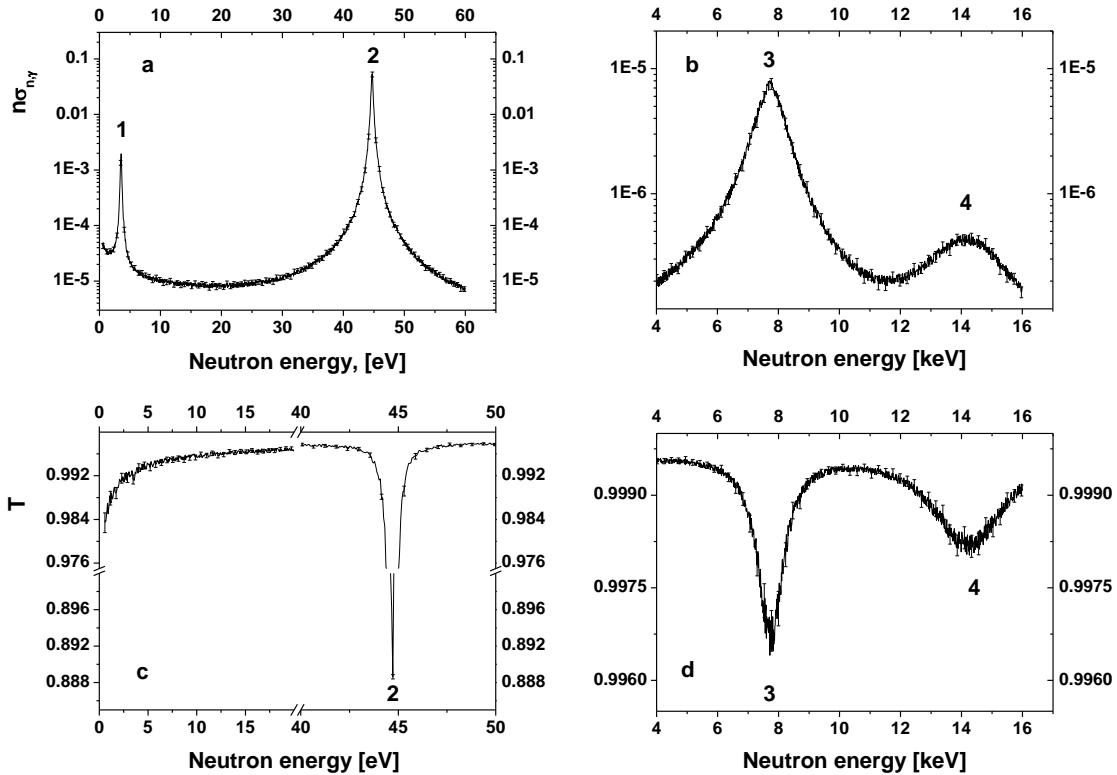 0 10 20 30 40 50 60
4 6 8 10 12 14 16
nσn,γ
0.1 0.1
0.01 0.01
1E-3 1E-3
1E-4 1E-4
1E-5 1E-5
a
1
2
0 10 20 30 40 50 60
Neutron energy, [eV]
1E-5 1E-5
1E-6 1E-6
b
3
4
4 6 8 10 12 14 16
Neutron energy [keV]
0 5 10 15 40 45 50
T
0.992 0.992
0.984 0.984
0.976 0.976
0.896 0.896
0.892 0.892
0.888 0.888
c
2
0 5 10 15 40 45 50
Neutron energy [eV]
4 6 8 10 12 14 16
0.9990 0.9990
0.9975 0.9975
0.9960 0.9960
4
d
3
4 6 8 10 12 14 16
Neutron energy [keV]